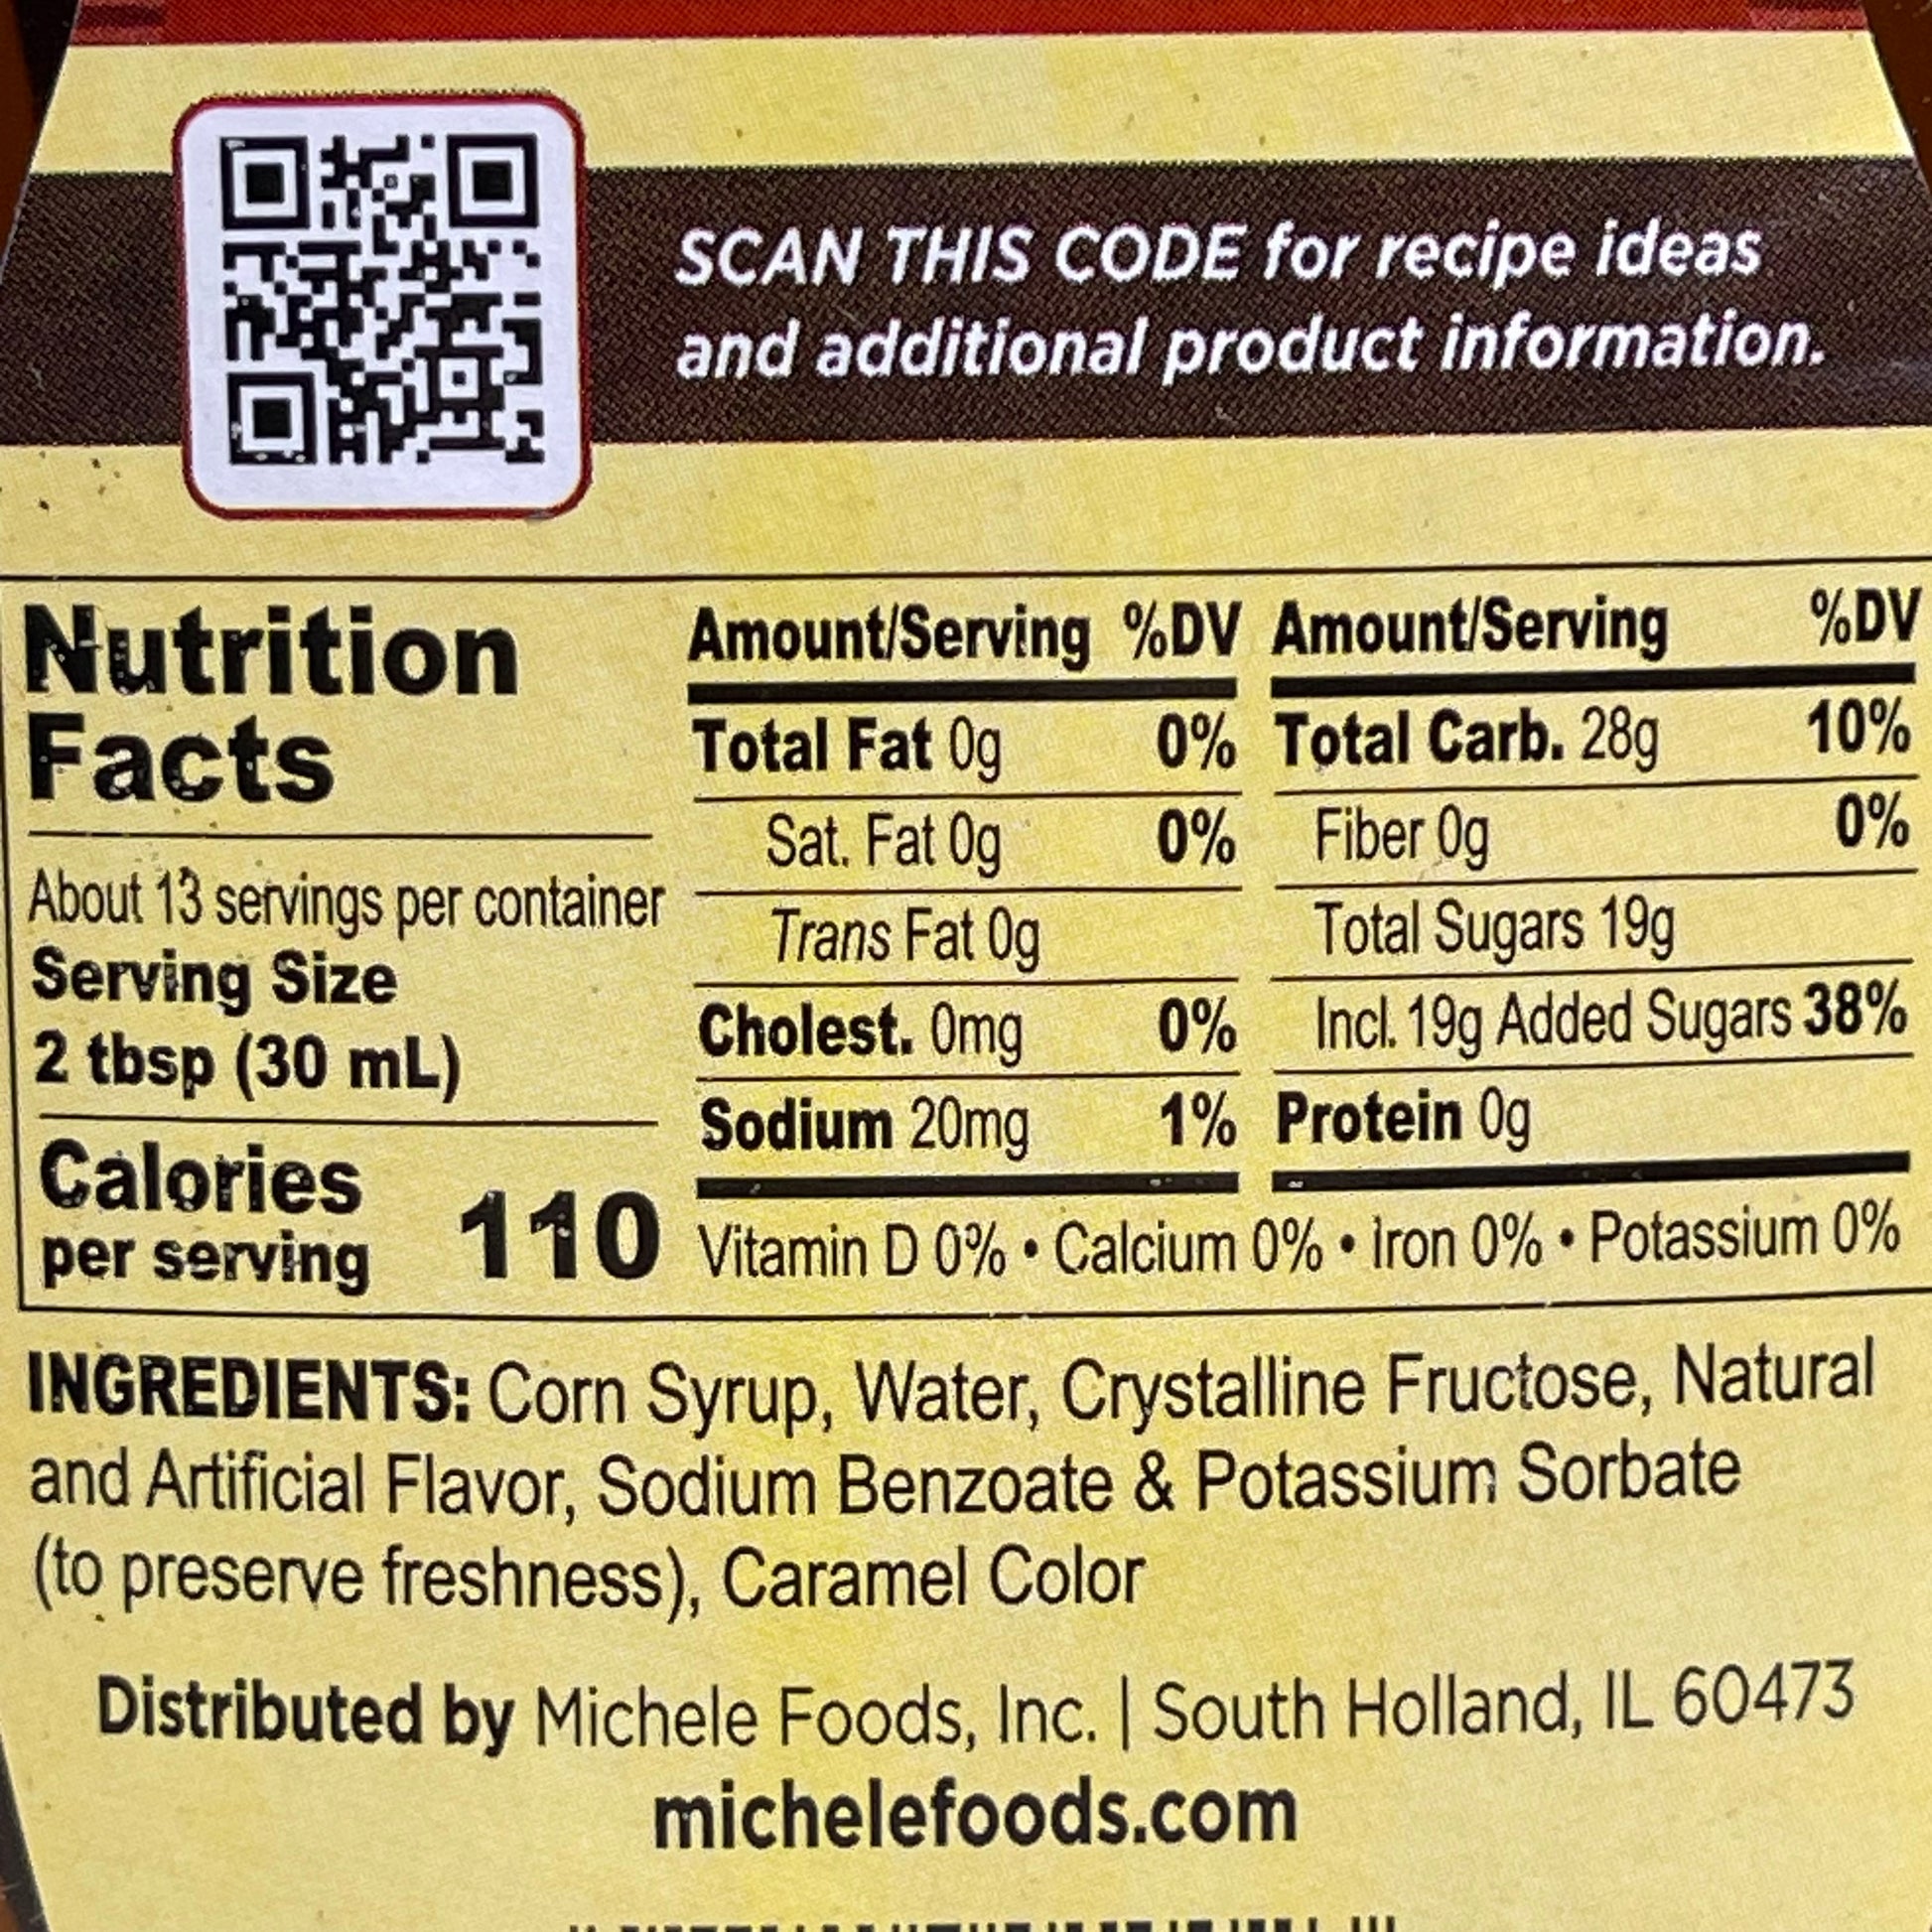 SCAN THIS CODE for recipe ideas
and additional product information.
Nutrition
Facts
About 13 servings per container
Serving Size
2 tbsp (30 mL)
Calories
per serving 110
Amount/Serving %DV
Total Fat 0g 0%
Sat. Fat 0g 0%
Trans Fat 0g
Cholest. 0mg 0%
Sodium 20mg 1%
Amount/Serving %DV
Total Carb. 28g 10%
Fiber 0g 0%
Total Sugars 19g
Incl. 19g Added Sugars 38%
Protein 0g
Vitamin D 0% • Calcium 0% • Iron 0% • Potassium 0%
INGREDIENTS: Corn Syrup, Water, Crystalline Fructose, Natural
and Artificial Flavor, Sodium Benzoate & Potassium Sorbate
(to preserve freshness), Caramel Color
Distributed by Michele Foods, Inc. | South Holland, IL 60473
michelefoods.com